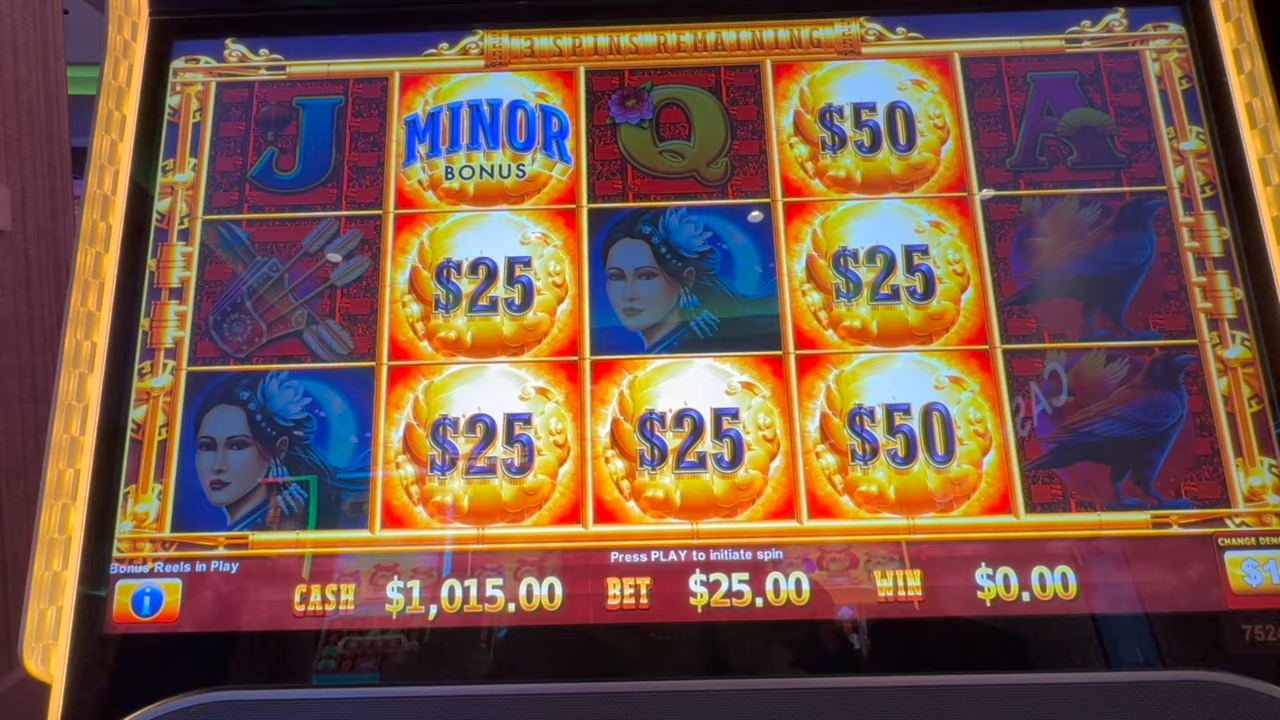 3 SPINS REMAINING
J
MINOR
BONUS
Q
$50
A
$25
$25
$25
$25
$50
Press PLAY to initiate spin
Bonus Reels in Play
CASH $1,015.00 BET $25.00 WIN $0.00
CHANGE
$1